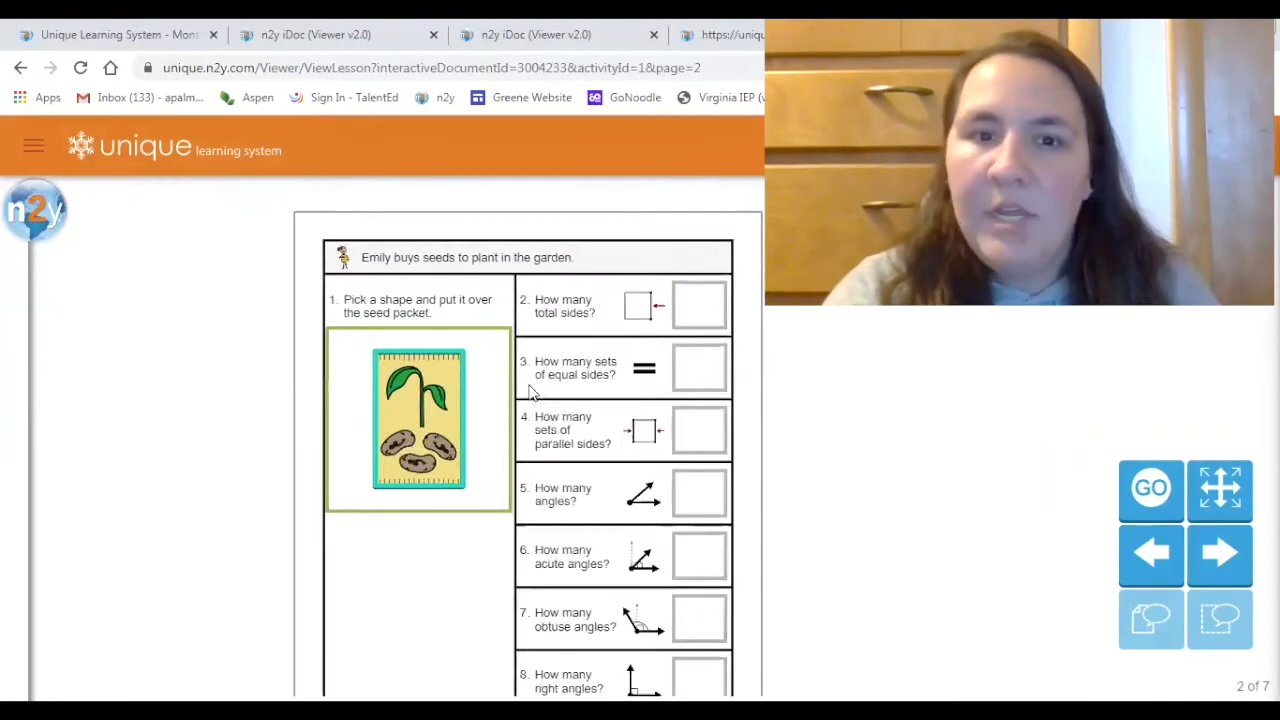 Unique Learning System - Mont
n2y iDoc (Viewer v2.0)
n2y iDoc (Viewer v2.0)
https://uniqu
unique.n2y.com/Viewer/ViewLesson?interactiveDocumentId=3004233&activityId=1&page=2
Apps
Inbox (133) - apalm...
Aspen
Sign In - TalentEd
n2y
Greene Website
GoNoodle
Virginia IEP (v
unique learning system
n2y
Emily buys seeds to plant in the garden.
1. Pick a shape and put it over
the seed packet.
2. How many
total sides?
3. How many sets
of equal sides?
4. How many
sets of
parallel sides?
5. How many
angles?
6. How many
acute angles?
7. How many
obtuse angles?
8. How many
right angles?
GO
2 of 7